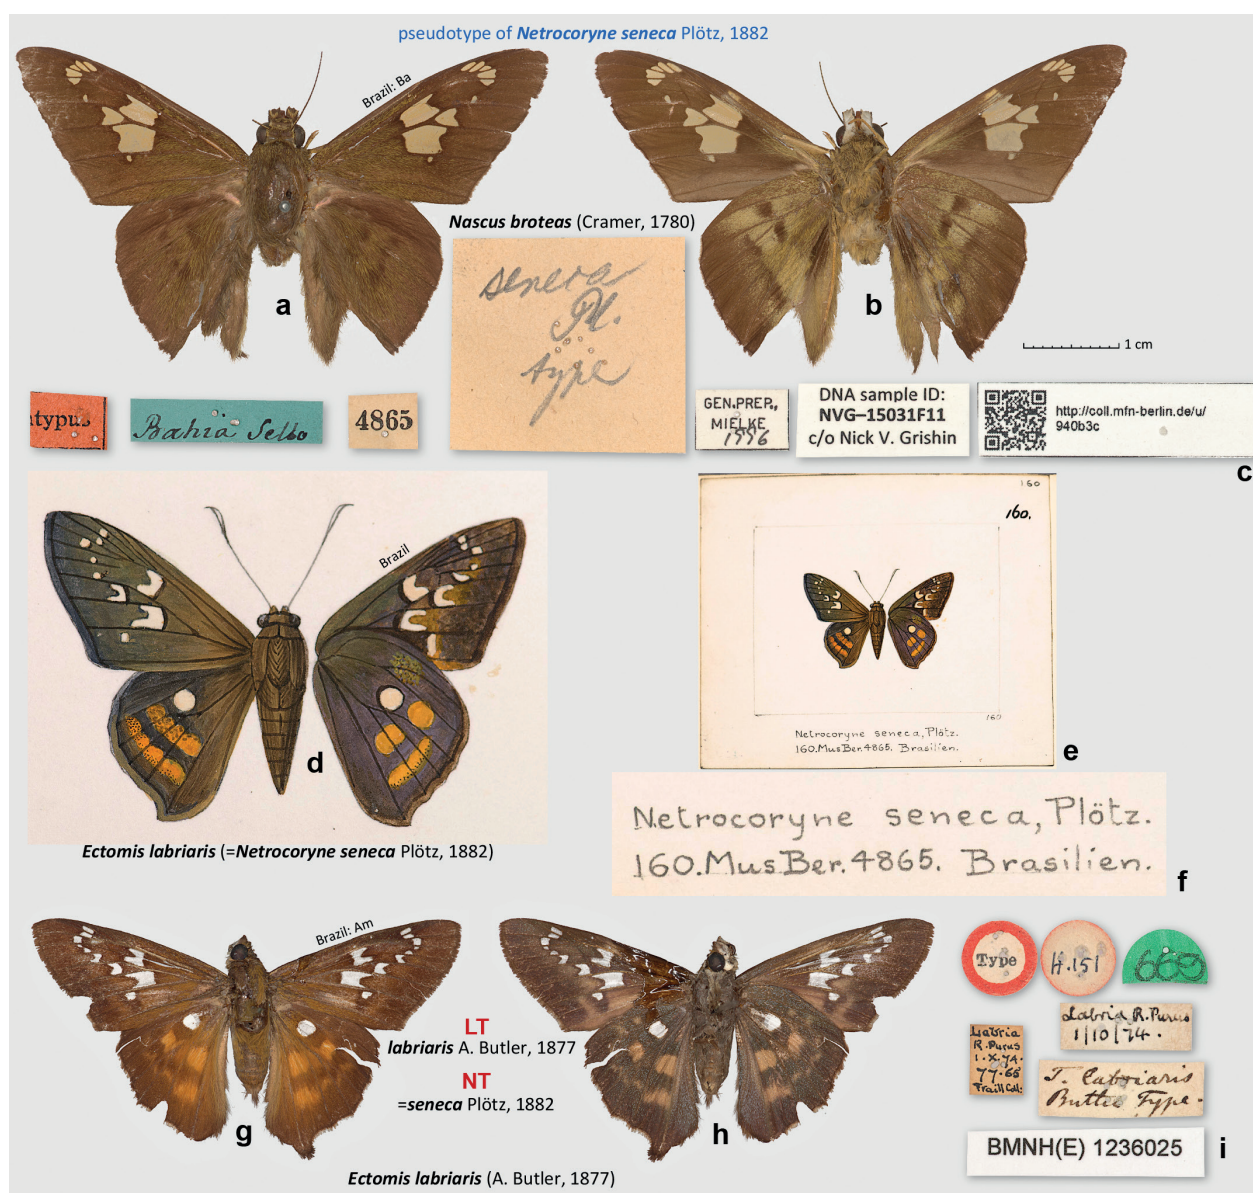 pseudotype of Netrocoryne seneca Plötz, 1882
Brazil: Ba
Nascus broteas (Cramer, 1780)
a
b
1 cm
seneca
Pl.
type
typus
Bahia Sello
4865
GEN.PREP.,
MIELKE
1996
DNA sample ID:
NVG–15031F11
c/o Nick V. Grishin
http://coll.mfn-berlin.de/u/
940b3c
c
Brazil
d
Ectomis labriaris (=Netrocoryne seneca Plötz, 1882)
160
160.
160
Netrocoryne seneca, Plötz.
160.MusBer.4865. Brasilien.
e
Netrocoryne seneca, Plötz.
160.MusBer.4865. Brasilien.
f
Brazil: Am
g
LT
labriaris A. Butler, 1877
NT
=seneca Plötz, 1882
h
Ectomis labriaris (A. Butler, 1877)
Type
H.151
669
Labria
R. Purus
1.X.74.
77·65
Traill Coll:
Labria R. Purus
1/10/74.
T. Labriaris
Butler Type.
BMNH(E) 1236025
i